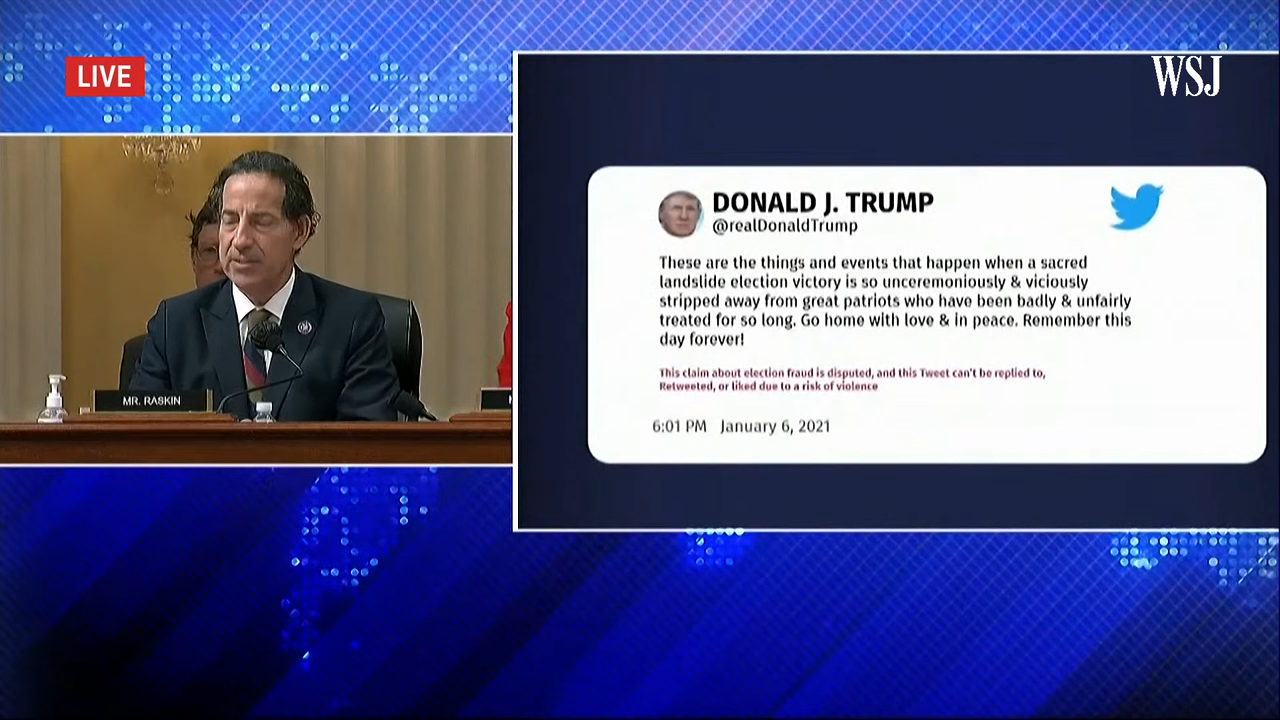 LIVE
WSJ
MR. RASKIN
DONALD J. TRUMP
@realDonaldTrump
These are the things and events that happen when a sacred
landslide election victory is so unceremoniously & viciously
stripped away from great patriots who have been badly & unfairly
treated for so long. Go home with love & in peace. Remember this
day forever!
This claim about election fraud is disputed, and this Tweet can't be replied to,
Retweeted, or liked due to a risk of violence
6:01 PM January 6, 2021